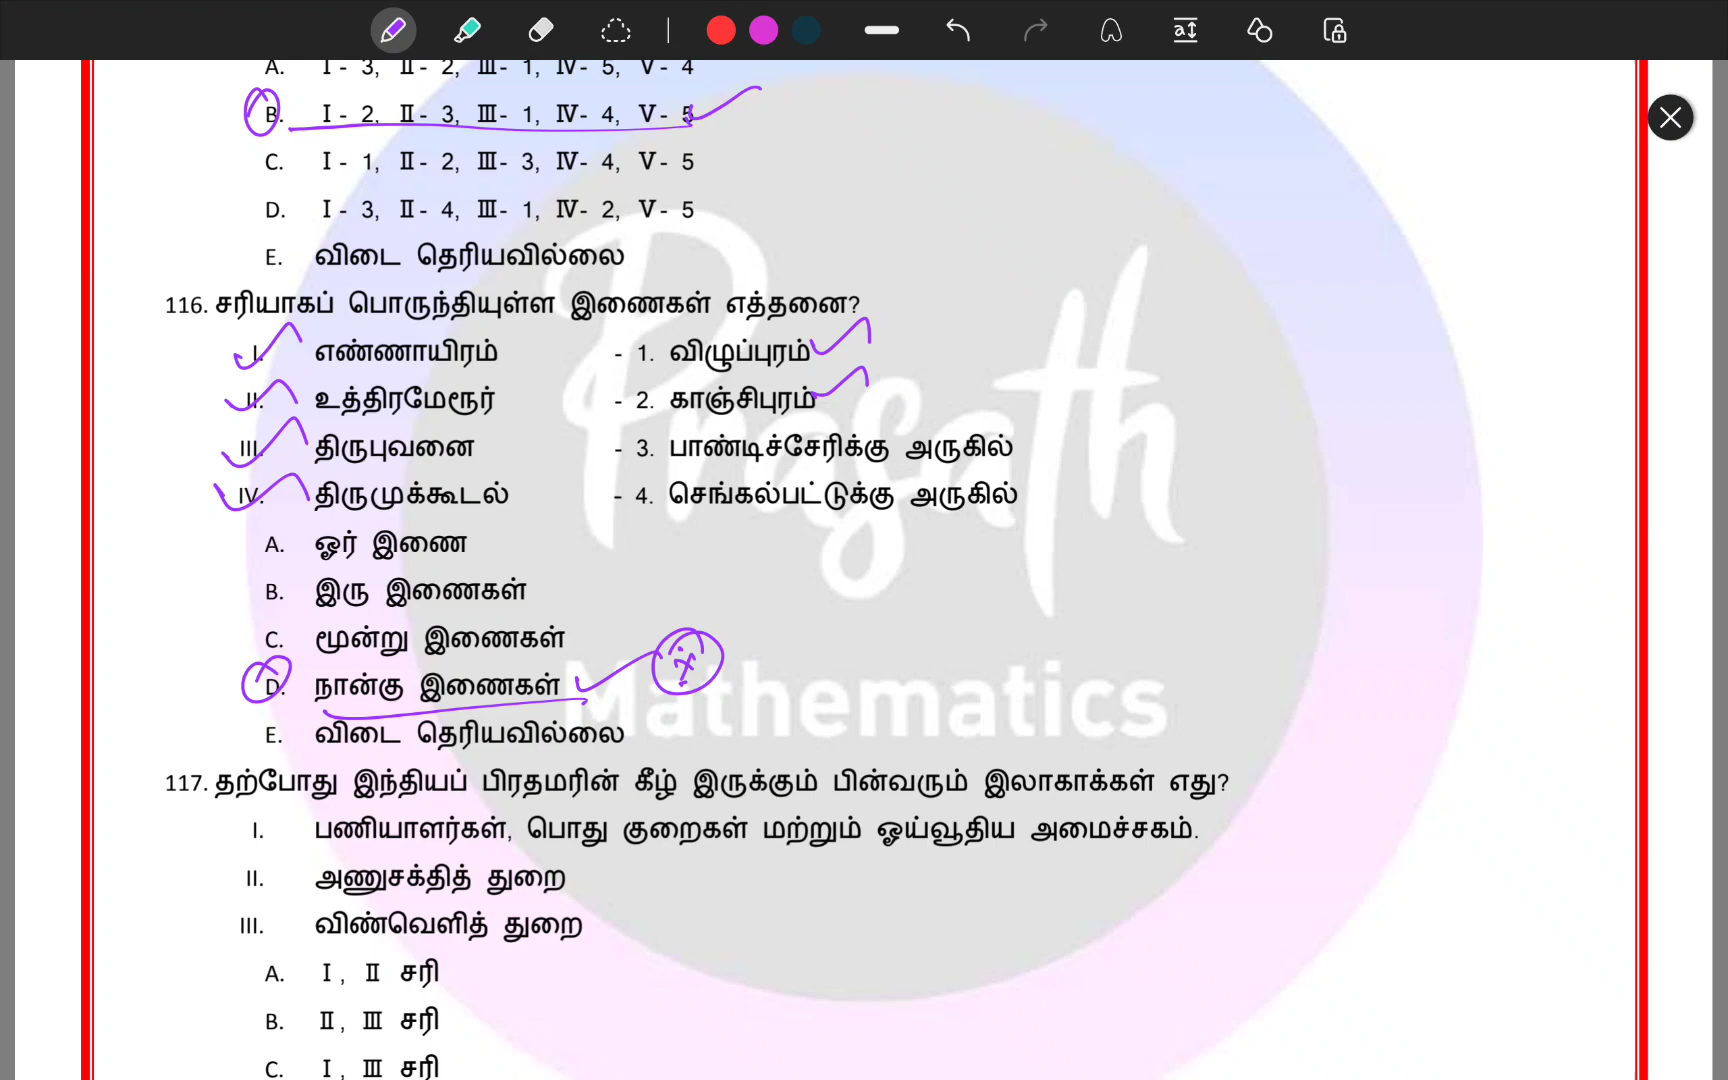 A. I - 3, II - 2, III - 1, IV - 5, V - 4
B. I - 2, II - 3, III - 1, IV - 4, V - 5
C. I - 1, II - 2, III - 3, IV - 4, V - 5
D. I - 3, II - 4, III - 1, IV - 2, V - 5
E. விடை தெரியவில்லை
116. சரியாகப் பொருந்தியுள்ள இணைகள் எத்தனை?
I. எண்ணாயிரம் - 1. விழுப்புரம்
II. உத்திரமேரூர் - 2. காஞ்சிபுரம்
III. திருபுவனை - 3. பாண்டிச்சேரிக்கு அருகில்
IV. திருமுக்கூடல் - 4. செங்கல்பட்டுக்கு அருகில்
A. ஓர் இணை
B. இரு இணைகள்
C. மூன்று இணைகள்
D. நான்கு இணைகள்
E. விடை தெரியவில்லை
117. தற்போது இந்தியப் பிரதமரின் கீழ் இருக்கும் பின்வரும் இலாகாக்கள் எது?
I. பணியாளர்கள், பொது குறைகள் மற்றும் ஓய்வூதிய அமைச்சகம்.
II. அணுசக்தித் துறை
III. விண்வெளித் துறை
A. I , II சரி
B. II , III சரி
C. I , III சரி
Prasath
Mathematics